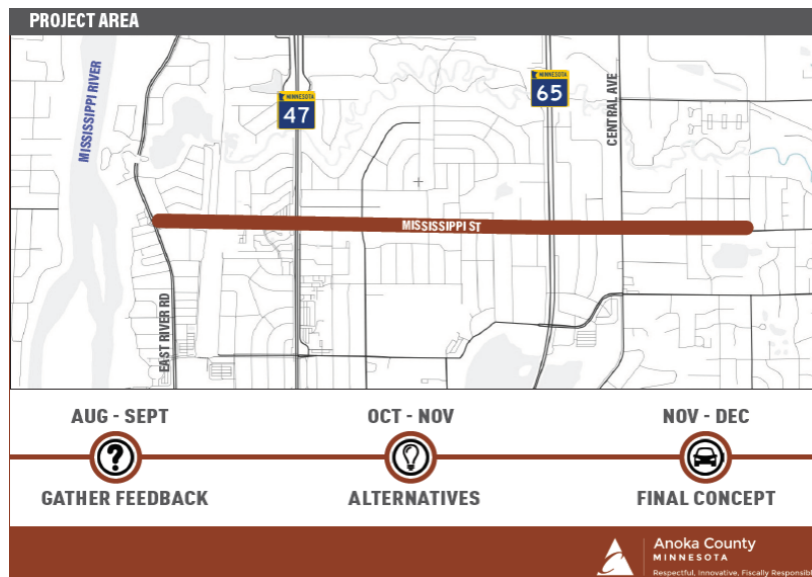 PROJECT AREA
MISSISSIPPI RIVER
MINNESOTA
47
MINNESOTA
65
CENTRAL AVE
MISSISSIPPI ST
EAST RIVER RD
AUG - SEPT
OCT - NOV
NOV - DEC
?
GATHER FEEDBACK
ALTERNATIVES
FINAL CONCEPT
Anoka County
MINNESOTA
Respectful, Innovative, Fiscally Responsibl